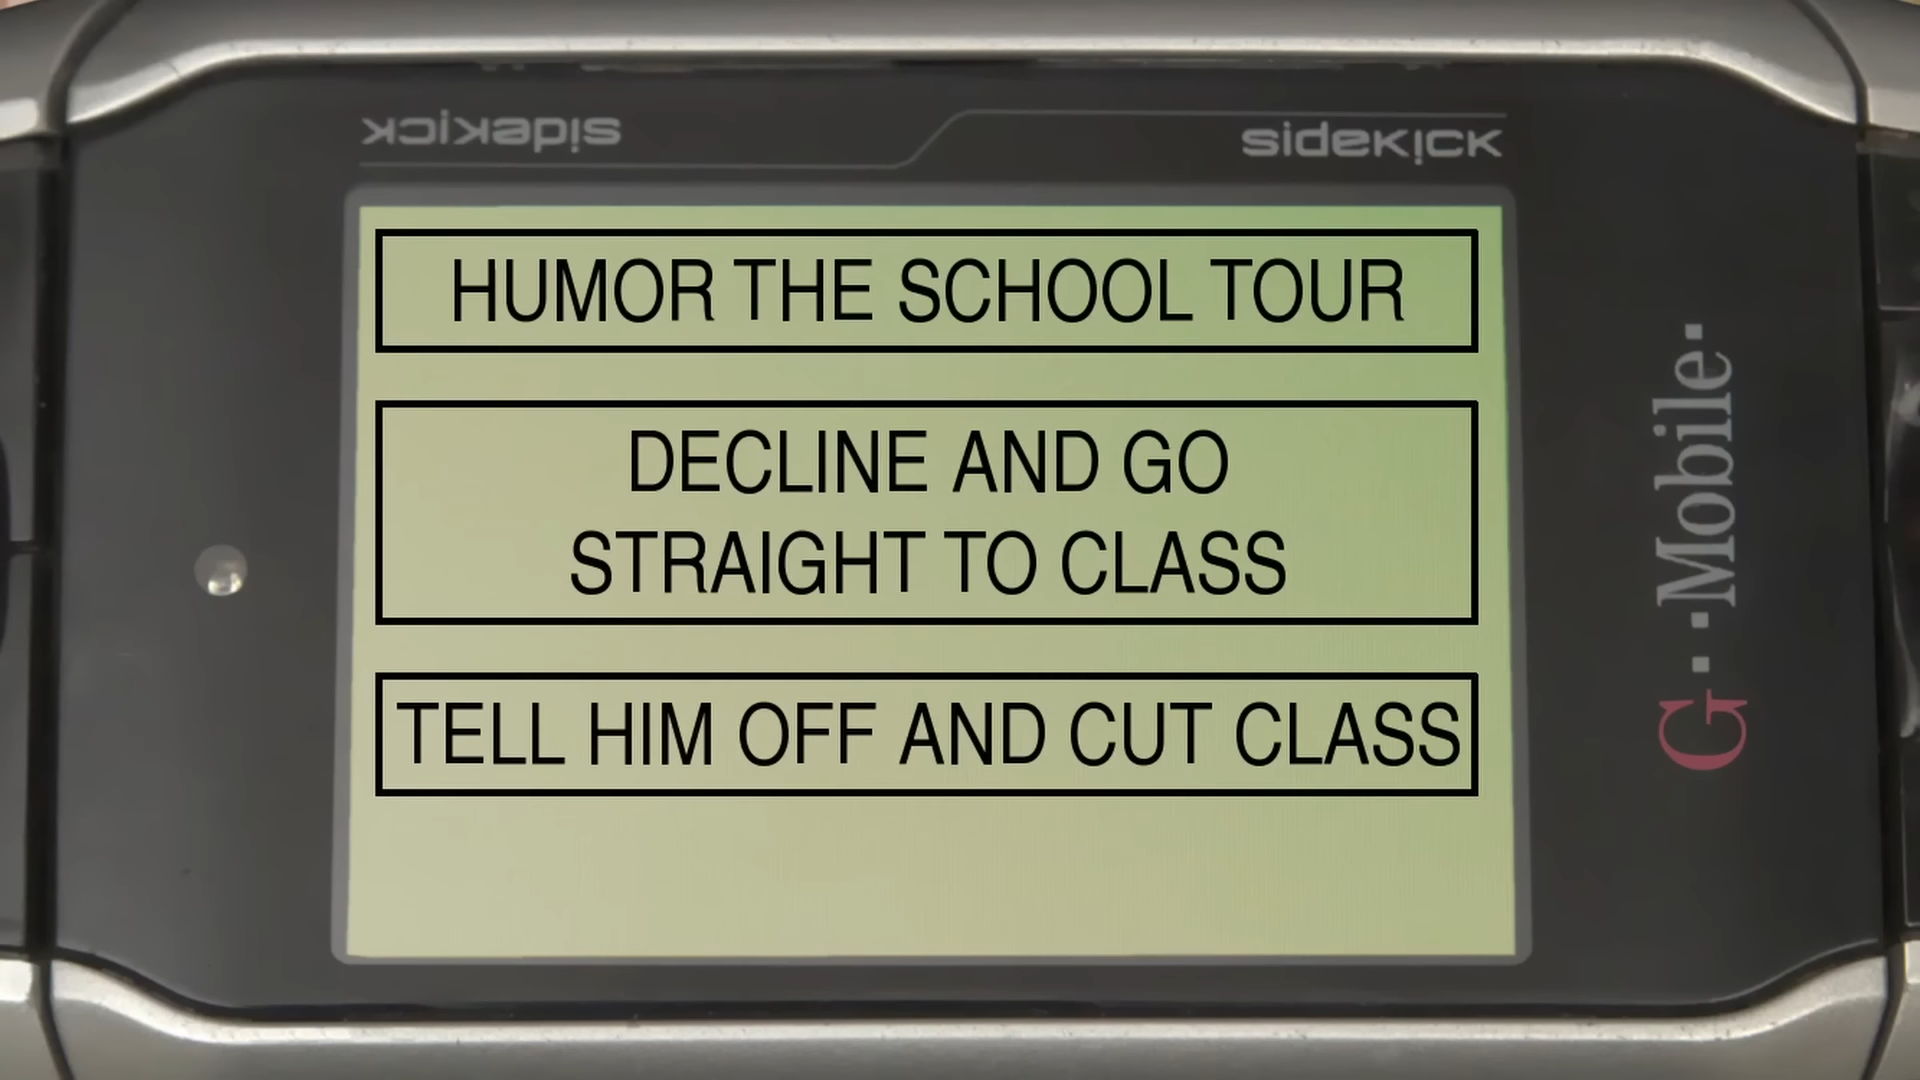 sidekick
sidekick
HUMOR THE SCHOOL TOUR
DECLINE AND GO
STRAIGHT TO CLASS
TELL HIM OFF AND CUT CLASS
G··Mobile·